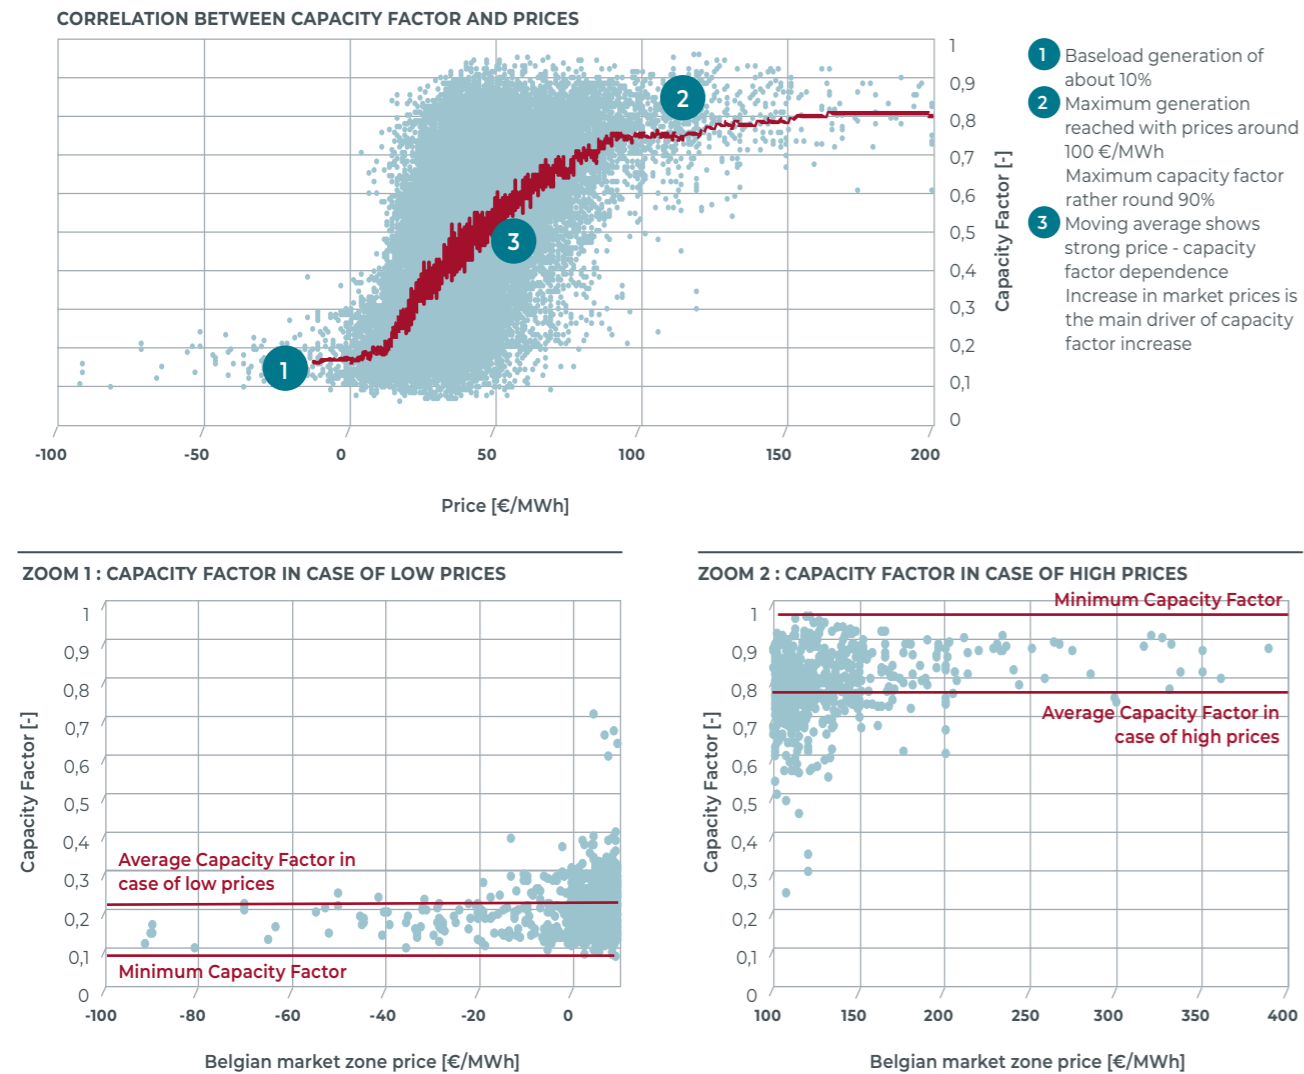 CORRELATION BETWEEN CAPACITY FACTOR AND PRICES
1
0,9
0,8
0,7
0,6
0,5
0,4
0,3
0,2
0,1
0
Capacity Factor [-]
1
2
3
-100
-50
0
50
100
150
200
Price [€/MWh]
1 Baseload generation of
about 10%
2 Maximum generation
reached with prices around
100 €/MWh
Maximum capacity factor
rather round 90%
3 Moving average shows
strong price - capacity
factor dependence
Increase in market prices is
the main driver of capacity
factor increase
ZOOM 1 : CAPACITY FACTOR IN CASE OF LOW PRICES
1
0,9
0,8
0,7
0,6
0,5
0,4
0,3
0,2
0,1
0
Capacity Factor [-]
Average Capacity Factor in
case of low prices
Minimum Capacity Factor
-100
-80
-60
-40
-20
0
Belgian market zone price [€/MWh]
ZOOM 2 : CAPACITY FACTOR IN CASE OF HIGH PRICES
Minimum Capacity Factor
1
0,9
0,8
0,7
0,6
0,5
0,4
0,3
0,2
0,1
0
Capacity Factor [-]
Average Capacity Factor in
case of high prices
100
150
200
250
300
350
400
Belgian market zone price [€/MWh]